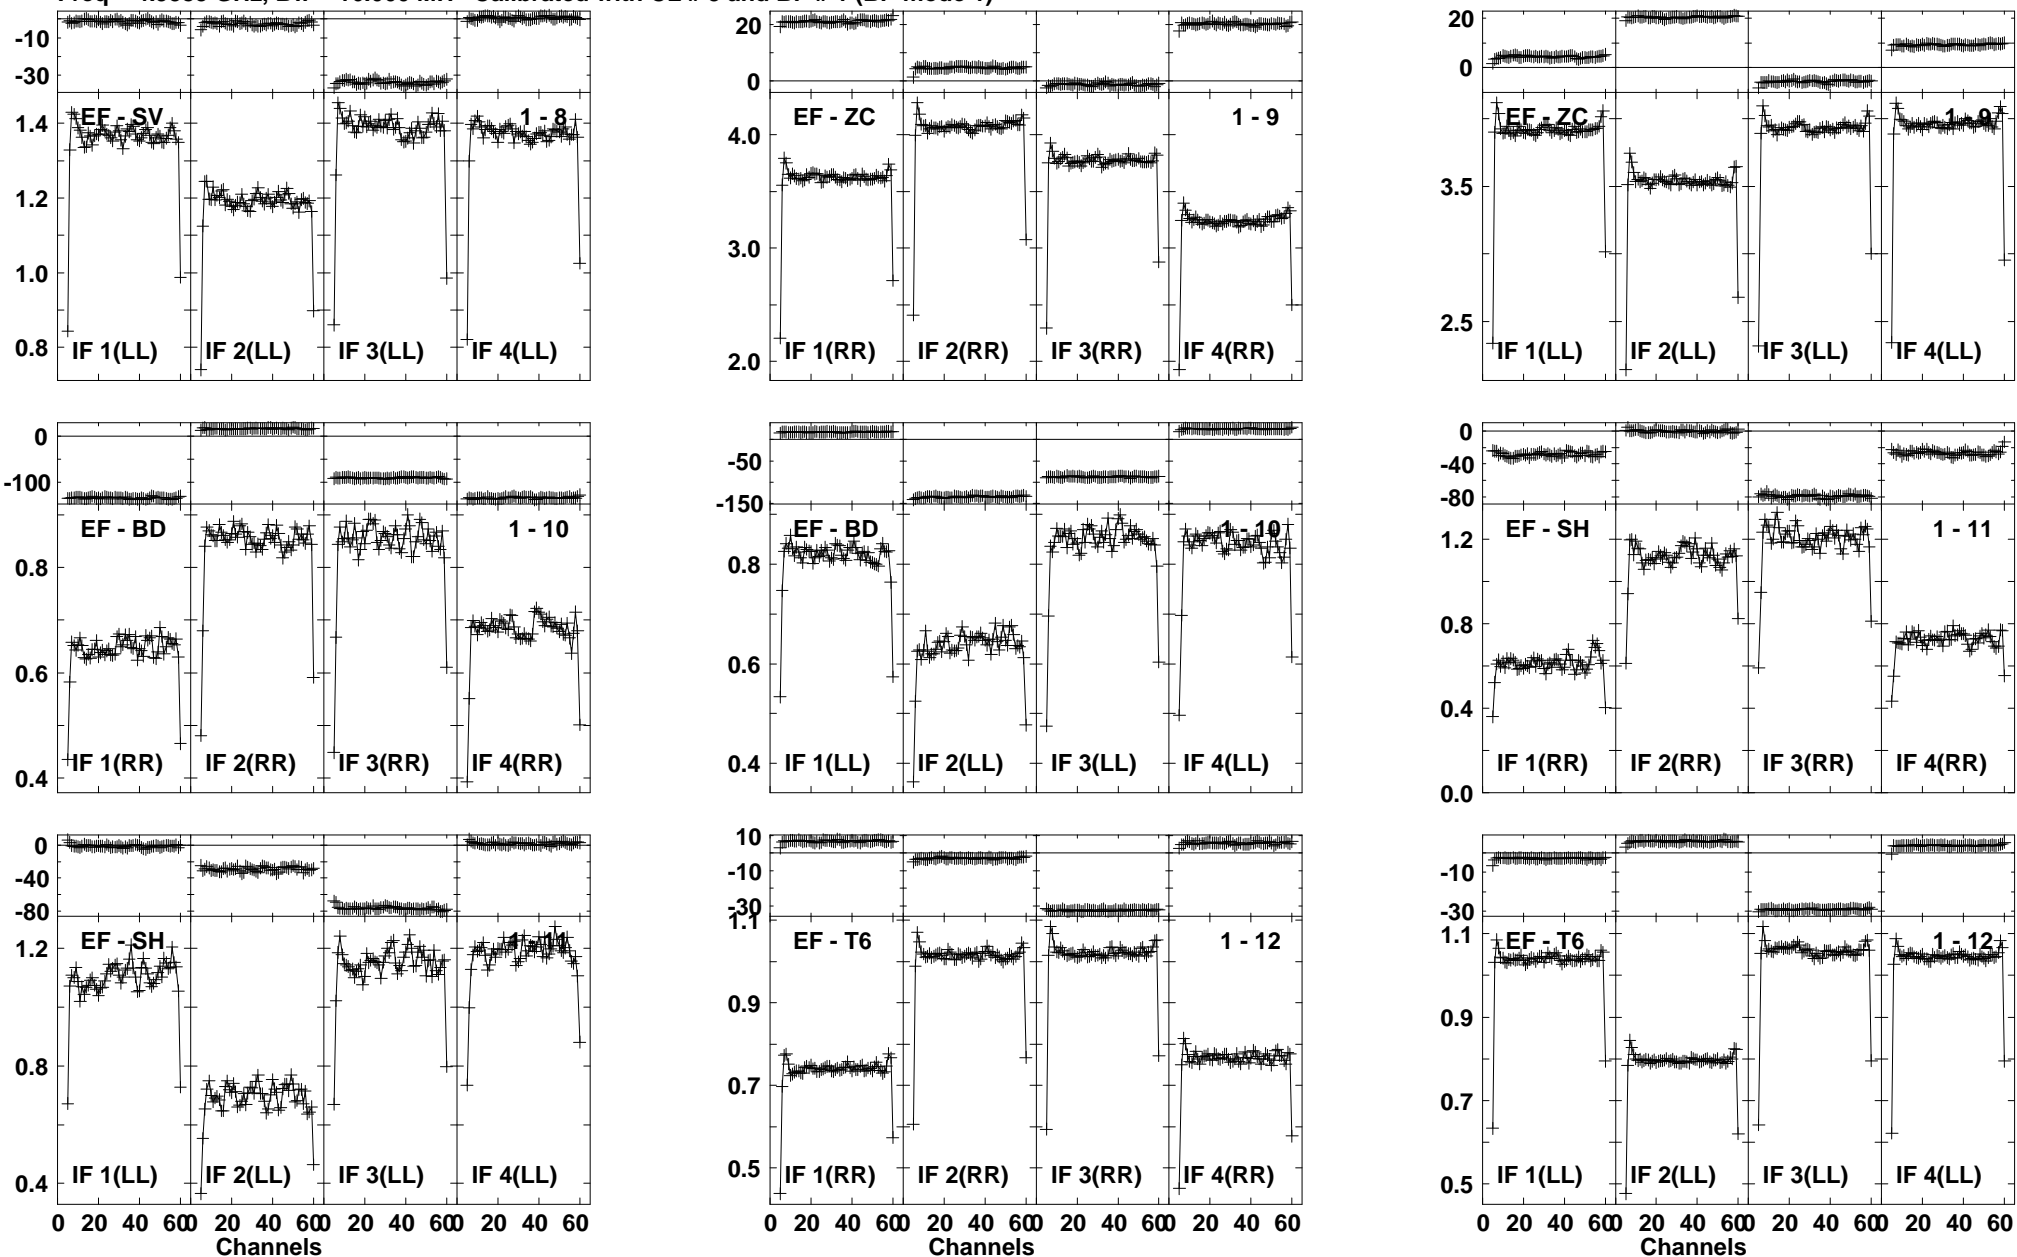 -10
-30
EF - SV
1 - 8
1.4
1.2
1.0
0.8
IF 1(LL) IF 2(LL) IF 3(LL) IF 4(LL)
20
0
EF - ZC
1 - 9
4.0
3.0
2.0
IF 1(RR) IF 2(RR) IF 3(RR) IF 4(RR)
20
0
EF - ZC
1 - 9
3.5
2.5
IF 1(LL) IF 2(LL) IF 3(LL) IF 4(LL)
0
-100
EF - BD
1 - 10
0.8
0.6
0.4
IF 1(RR) IF 2(RR) IF 3(RR) IF 4(RR)
-50
-150
EF - BD
1 - 10
0.8
0.6
0.4
IF 1(LL) IF 2(LL) IF 3(LL) IF 4(LL)
0
-40
-80
EF - SH
1 - 11
1.2
0.8
0.4
0.0
IF 1(RR) IF 2(RR) IF 3(RR) IF 4(RR)
0
-40
-80
EF - SH
1 - 11
1.2
0.8
0.4
IF 1(LL) IF 2(LL) IF 3(LL) IF 4(LL)
0 20 40 60 0 20 40 60 0 20 40 60 0 20 40 60
Channels
10
-10
-30
EF - T6
1 - 12
1.1
0.9
0.7
0.5
IF 1(RR) IF 2(RR) IF 3(RR) IF 4(RR)
0 20 40 60 0 20 40 60 0 20 40 60 0 20 40 60
Channels
-10
-30
EF - T6
1 - 12
1.1
0.9
0.7
0.5
IF 1(LL) IF 2(LL) IF 3(LL) IF 4(LL)
0 20 40 60 0 20 40 60 0 20 40 60 0 20 40 60
Channels